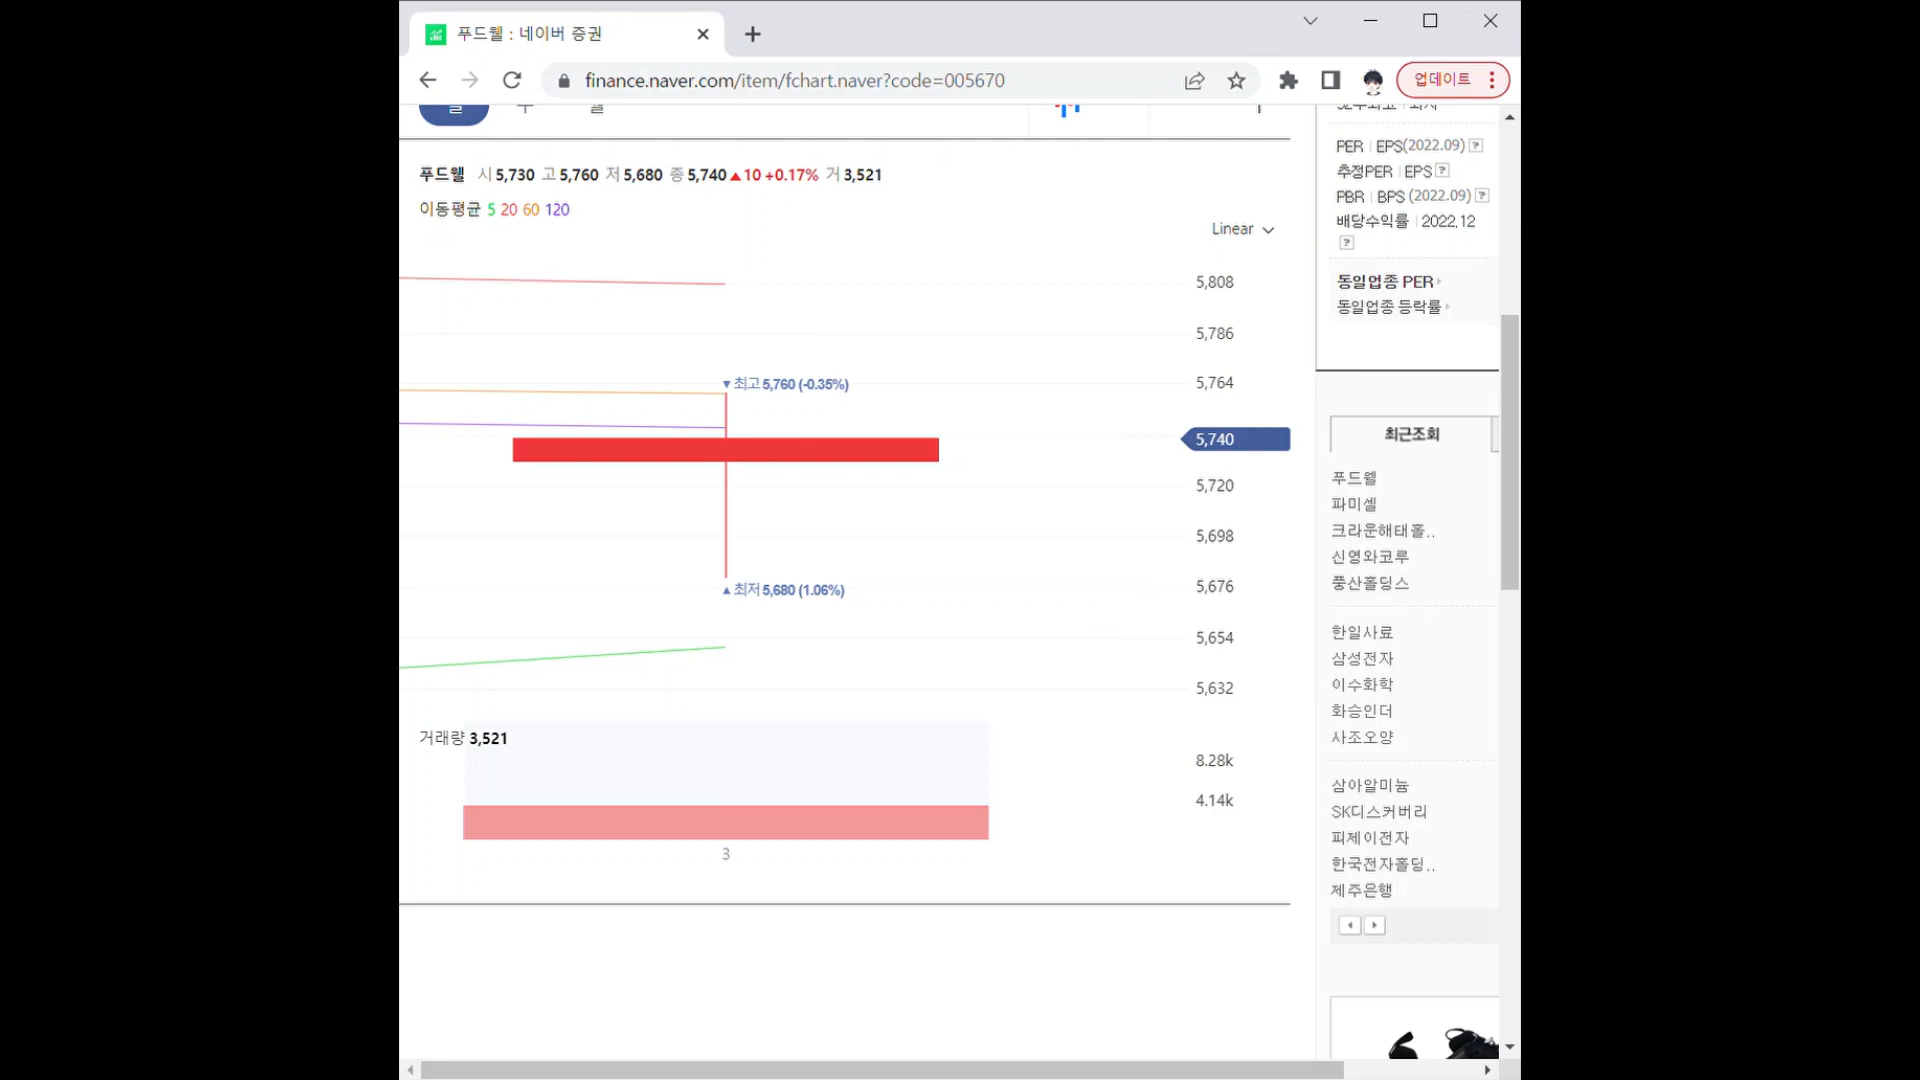 푸드웰 : 네이버 증권
finance.naver.com/item/fchart.naver?code=005670
업데이트
일 주 월
PER | EPS(2022.09) ?
추정PER | EPS ?
PBR | BPS (2022.09) ?
배당수익률 | 2022.12
?
동일업종 PER
동일업종 등락률
푸드웰 시 5,730 고 5,760 저 5,680 종 5,740 ▲10 +0.17% 거 3,521
이동평균 5 20 60 120
Linear
5,808
5,786
▼최고 5,760 (-0.35%)
5,764
5,740
5,720
5,698
5,676
▲최저 5,680 (1.06%)
5,654
5,632
거래량 3,521
8.28k
4.14k
3
최근조회
푸드웰
파미셀
크라운해태홀..
신영와코루
풍산홀딩스
한일사료
삼성전자
이수화학
화승인더
사조오양
삼아알미늄
SK디스커버리
피제이전자
한국전자홀딩..
제주은행